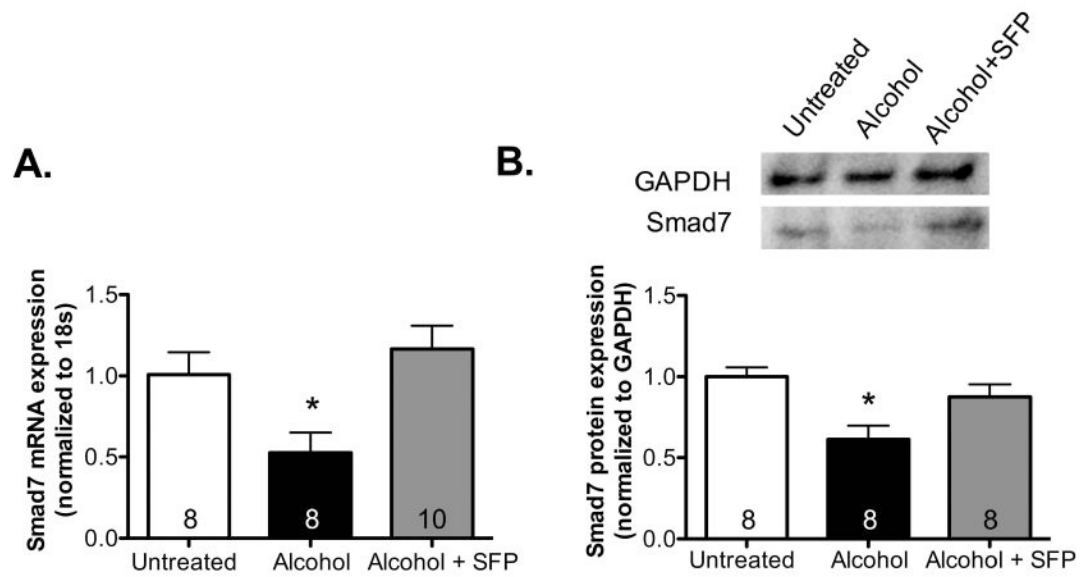 A.
Smad7 mRNA expression
(normalized to 18s)
1.5
1.0
0.5
0.0
*
8
8
10
Untreated
Alcohol
Alcohol + SFP
B.
Untreated
Alcohol
Alcohol+SFP
GAPDH
Smad7
Smad7 protein expression
(normalized to GAPDH)
1.5
1.0
0.5
0.0
*
8
8
8
Untreated
Alcohol
Alcohol + SFP